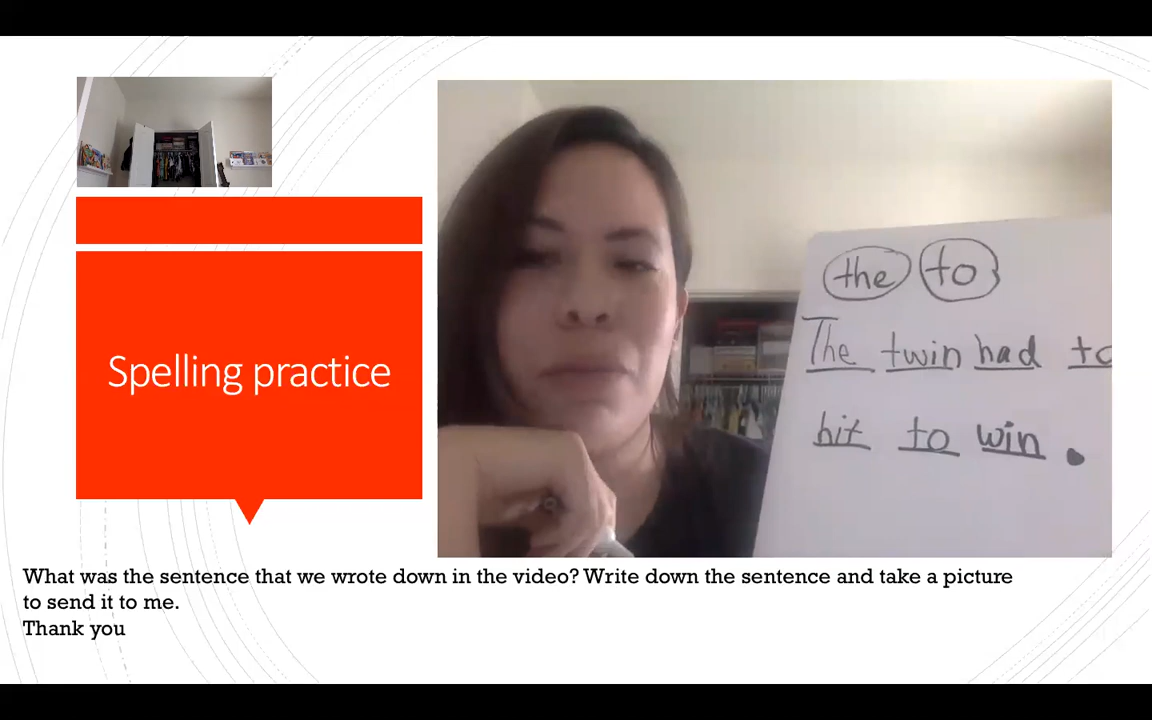 Spelling practice
the to
The twin had to
hit to win.
What was the sentence that we wrote down in the video? Write down the sentence and take a picture
to send it to me.
Thank you